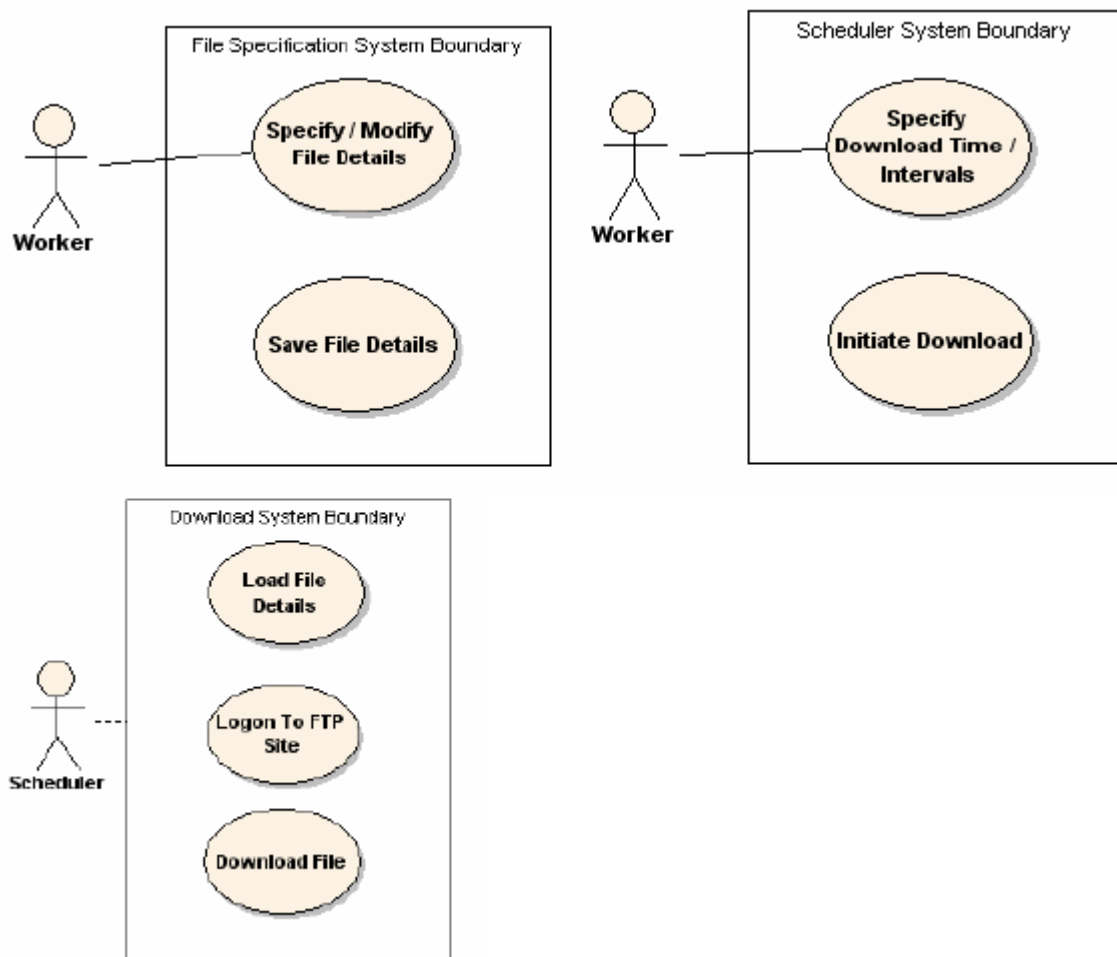 File Specification System Boundary
Specify / Modify
File Details
Worker
Save File Details
Scheduler System Boundary
Specify
Download Time /
Intervals
Worker
Initiate Download
Download System Boundary
Load File
Details
Logon To FTP
Site
Scheduler
Download File